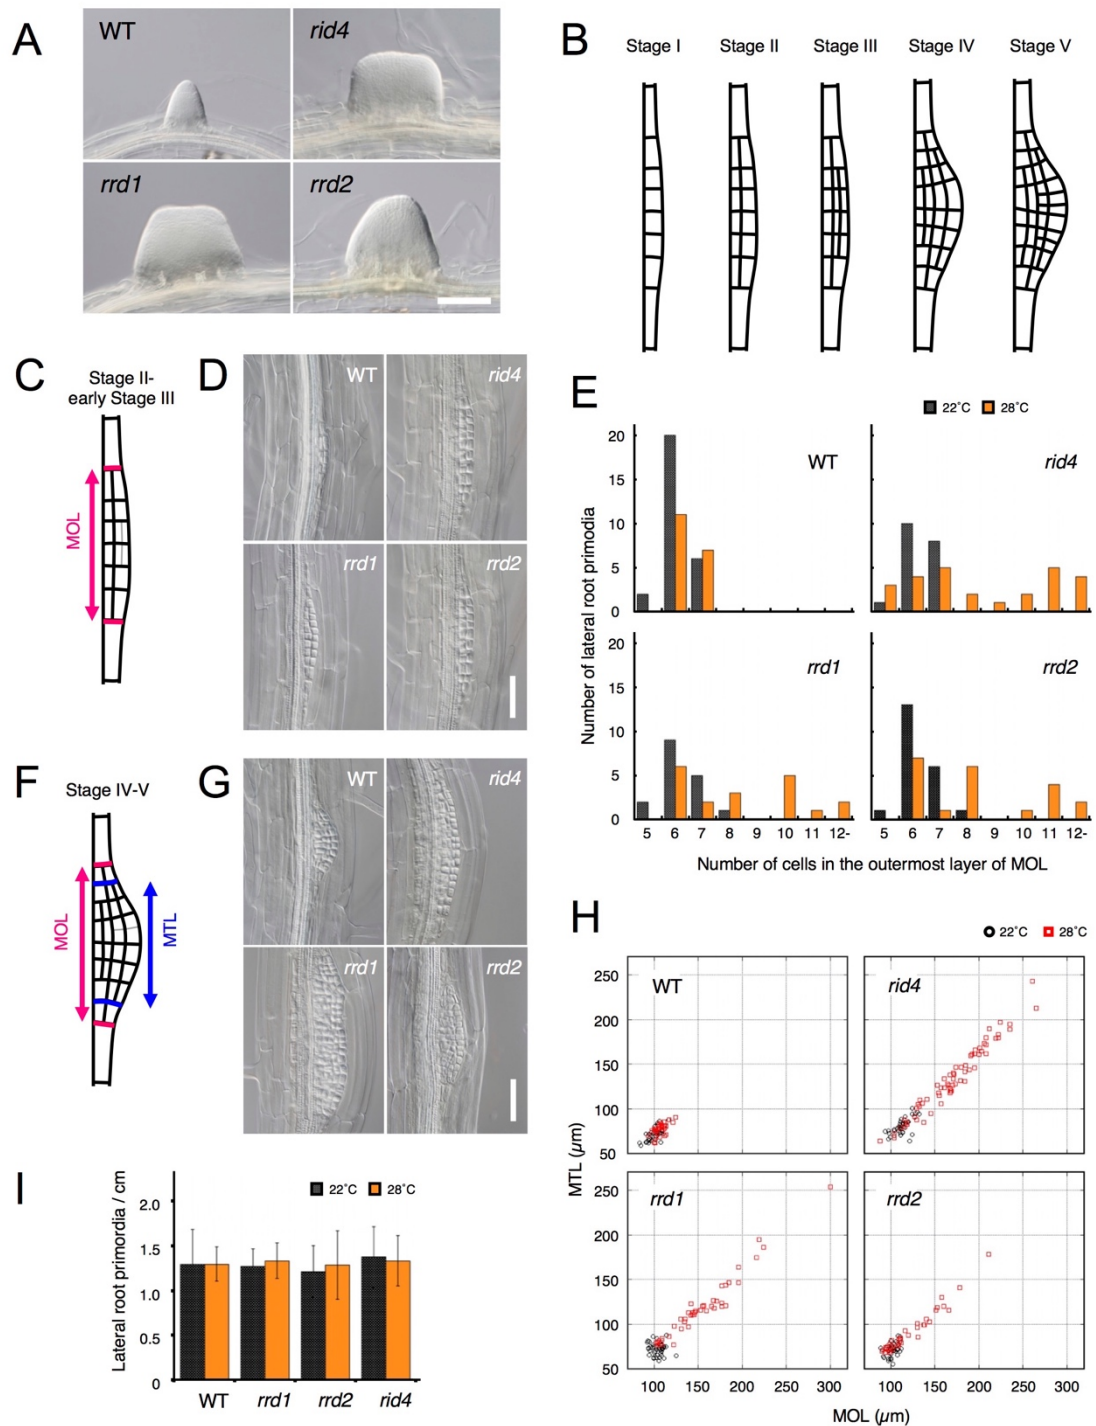 A
WT
rid4
rrd1
rrd2
B
Stage I
Stage II
Stage III
Stage IV
Stage V
C
Stage II-
early Stage III
MOL
D
WT
rid4
rrd1
rrd2
E
22˚C
28˚C
Number of lateral root primodia
20
15
10
5
0
WT
rid4
20
15
10
5
0
rrd1
rrd2
5 6 7 8 9 10 11 12-
5 6 7 8 9 10 11 12-
Number of cells in the outermost layer of MOL
F
Stage IV-V
MOL
MTL
G
WT
rid4
rrd1
rrd2
H
22˚C
28˚C
MTL (µm)
250
200
150
100
50
WT
rid4
250
200
150
100
50
rrd1
rrd2
100 150 200 250 300
100 150 200 250 300
MOL (µm)
I
22˚C
28˚C
Lateral root primordia / cm
2.0
1.5
1.0
0.5
0
WT
rrd1
rrd2
rid4